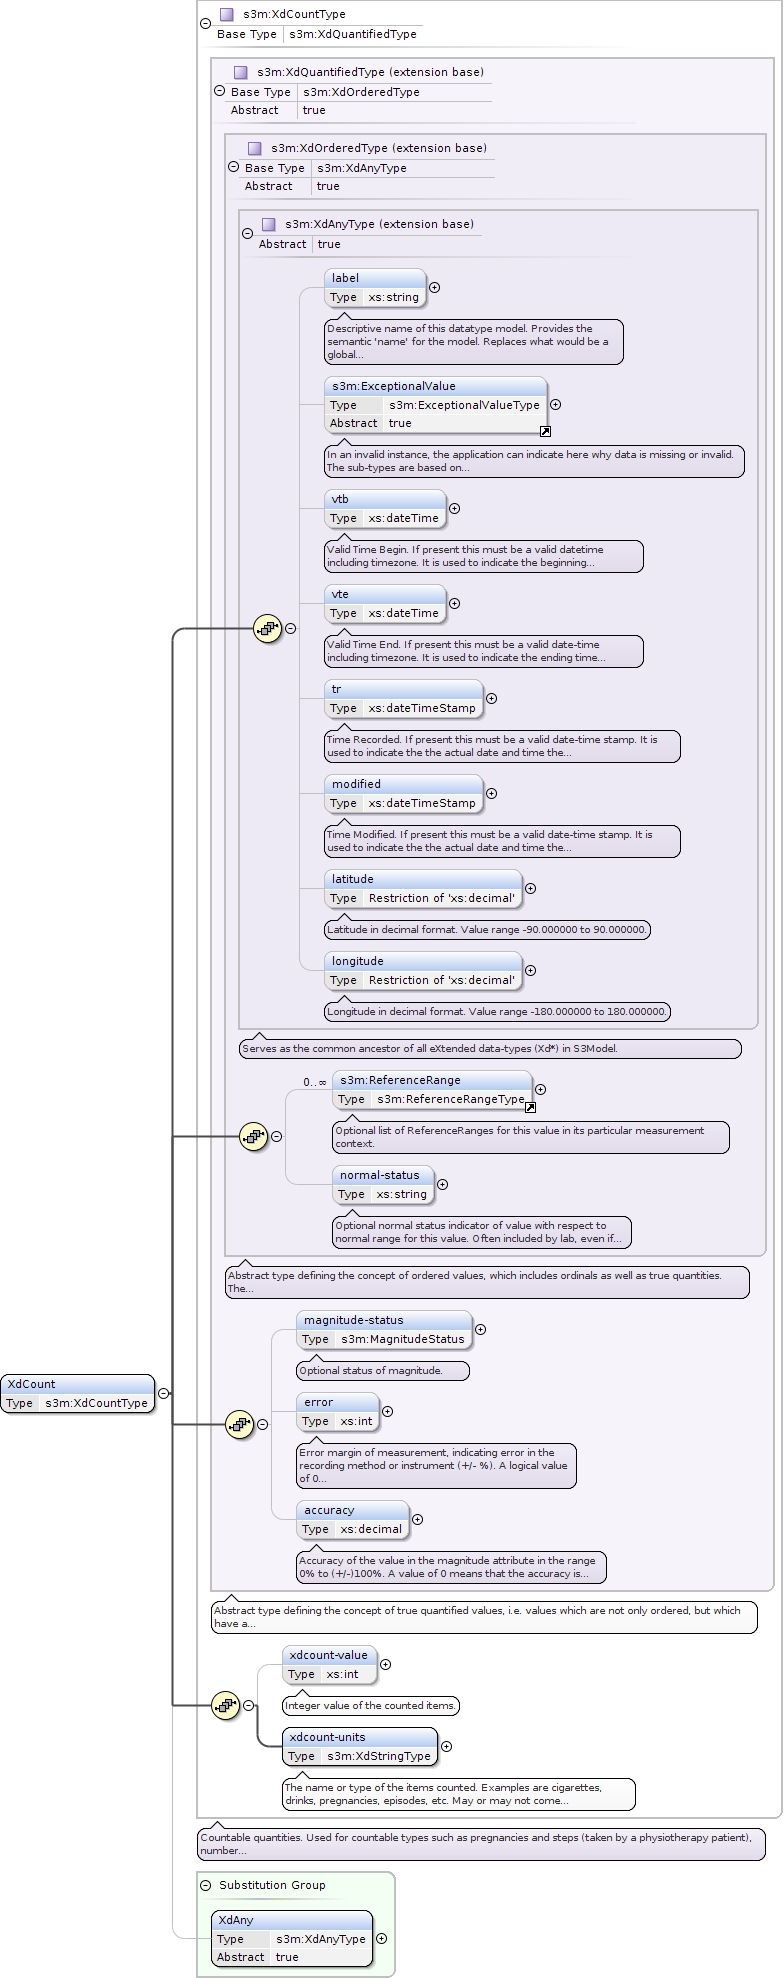 s3m:XdCountType
Base Type s3m:XdQuantifiedType
s3m:XdQuantifiedType (extension base)
Base Type s3m:XdOrderedType
Abstract true
s3m:XdOrderedType (extension base)
Base Type s3m:XdAnyType
Abstract true
s3m:XdAnyType (extension base)
Abstract true
label
Type xs:string
Descriptive name of this datatype model. Provides the
semantic 'name' for the model. Replaces what would be a
global...
s3m:ExceptionalValue
Type s3m:ExceptionalValueType
Abstract true
In an invalid instance, the application can indicate here why data is missing or invalid.
The sub-types are based on...
vtb
Type xs:dateTime
Valid Time Begin. If present this must be a valid datetime
including timezone. It is used to indicate the beginning...
vte
Type xs:dateTime
Valid Time End. If present this must be a valid date-time
including timezone. It is used to indicate the ending time...
tr
Type xs:dateTimeStamp
Time Recorded. If present this must be a valid date-time stamp. It is
used to indicate the the actual date and time the...
modified
Type xs:dateTimeStamp
Time Modified. If present this must be a valid date-time stamp. It is
used to indicate the the actual date and time the...
latitude
Type Restriction of 'xs:decimal'
Latitude in decimal format. Value range -90.000000 to 90.000000.
longitude
Type Restriction of 'xs:decimal'
Longitude in decimal format. Value range -180.000000 to 180.000000.
Serves as the common ancestor of all eXtended data-types (Xd*) in S3Model.
0..∞
s3m:ReferenceRange
Type s3m:ReferenceRangeType
Optional list of ReferenceRanges for this value in its particular measurement
context.
normal-status
Type xs:string
Optional normal status indicator of value with respect to
normal range for this value. Often included by lab, even if...
Abstract type defining the concept of ordered values, which includes ordinals as well as true quantities.
The...
magnitude-status
Type s3m:MagnitudeStatus
Optional status of magnitude.
XdCount
Type s3m:XdCountType
error
Type xs:int
Error margin of measurement, indicating error in the
recording method or instrument (+/- %). A logical value
of 0...
accuracy
Type xs:decimal
Accuracy of the value in the magnitude attribute in the range
0% to (+/-)100%. A value of 0 means that the accuracy is...
Abstract type defining the concept of true quantified values, i.e. values which are not only ordered, but which
have a...
xdcount-value
Type xs:int
Integer value of the counted items.
xdcount-units
Type s3m:XdStringType
The name or type of the items counted. Examples are cigarettes,
drinks, pregnancies, episodes, etc. May or may not come...
Countable quantities. Used for countable types such as pregnancies and steps (taken by a physiotherapy patient),
number...
Substitution Group
XdAny
Type s3m:XdAnyType
Abstract true